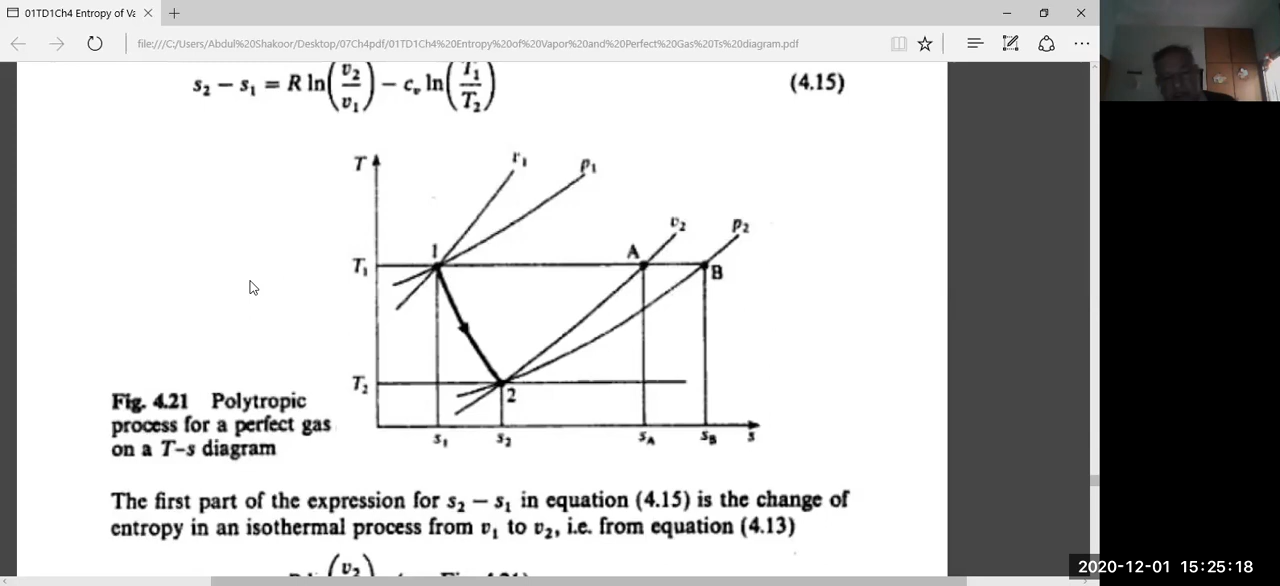 01TD1Ch4 Entropy of Va
file:///C:/Users/Abdul%20Shakoor/Desktop/07Ch4pdf/01TD1Ch4%20Entropy%20of%20Vapor%20and%20Perfect%20Gas%20Ts%20diagram.pdf
s₂ − s₁ = R ln(v₂/v₁) − cᵥ ln(T₁/T₂) (4.15)
T
v₁
p₁
v₂
p₂
1
A
T₁
B
T₂
2
s₁
s₂
s_A
s_B
s
Fig. 4.21 Polytropic
process for a perfect gas
on a T–s diagram
The first part of the expression for s₂ − s₁ in equation (4.15) is the change of
entropy in an isothermal process from v₁ to v₂, i.e. from equation (4.13)
2020-12-01 15:25:18